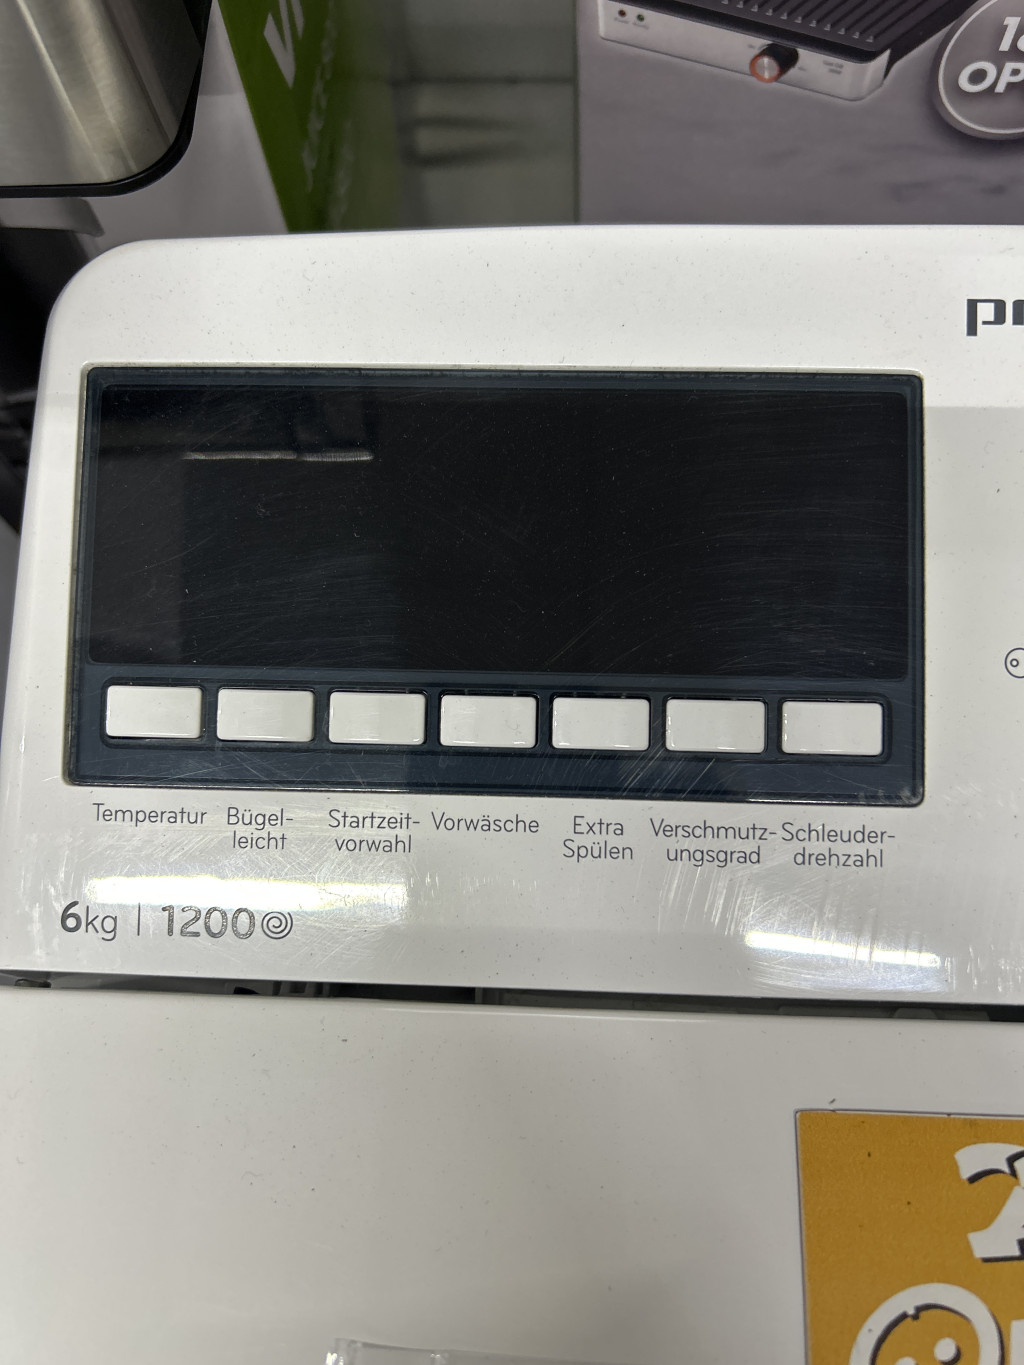 Temperatur
Bügel-
leicht
Startzeit-
vorwahl
Vorwäsche
Extra
Spülen
Verschmutz-
ungsgrad
Schleuder-
drehzahl
6kg | 1200